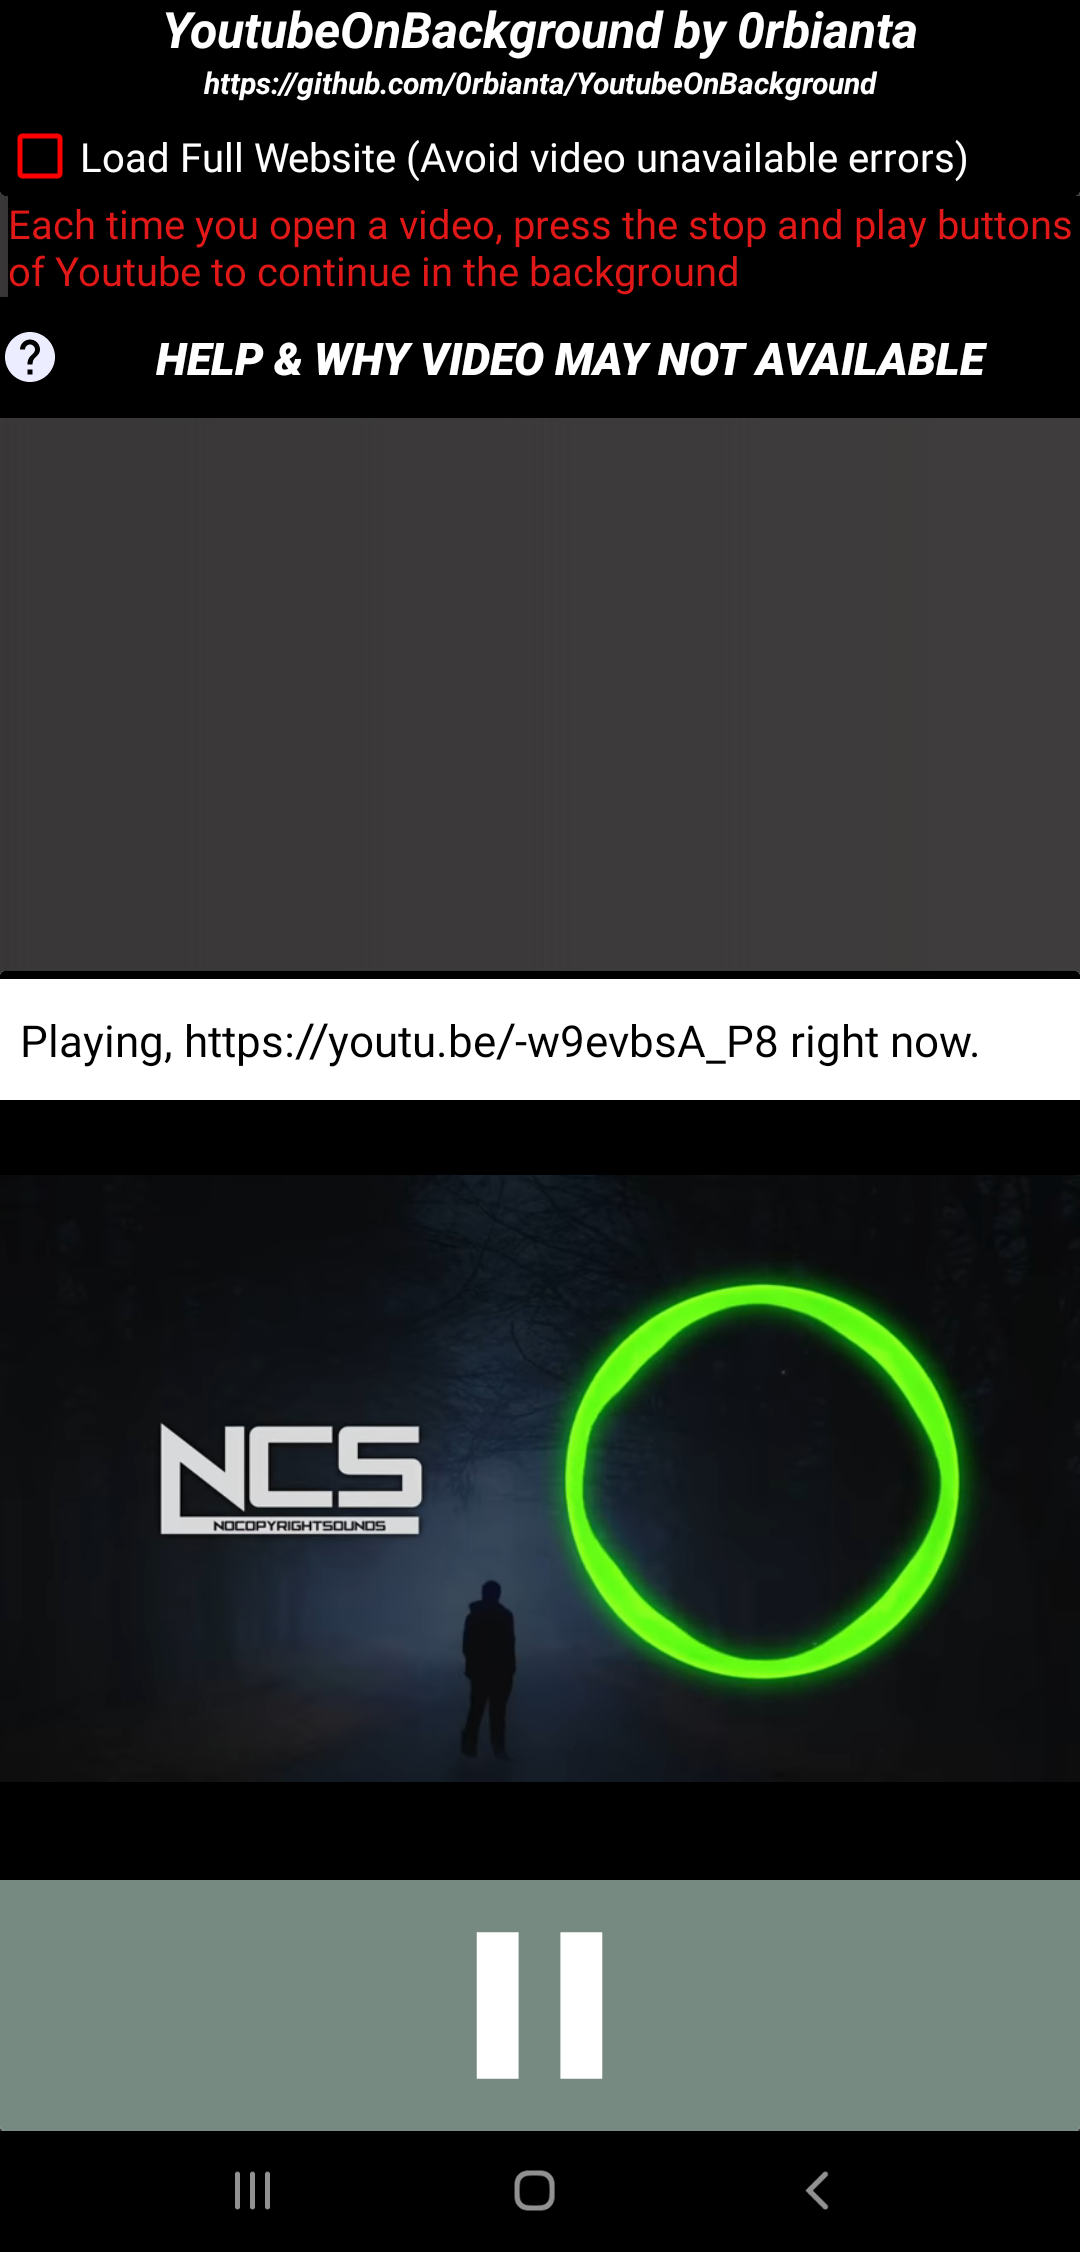 YoutubeOnBackground by 0rbianta
https://github.com/0rbianta/YoutubeOnBackground
Load Full Website (Avoid video unavailable errors)
Each time you open a video, press the stop and play buttons
of Youtube to continue in the background
?
HELP & WHY VIDEO MAY NOT AVAILABLE
Playing, https://youtu.be/-w9evbsA_P8 right now.
NCS
NOCOPYRIGHTSOUNDS